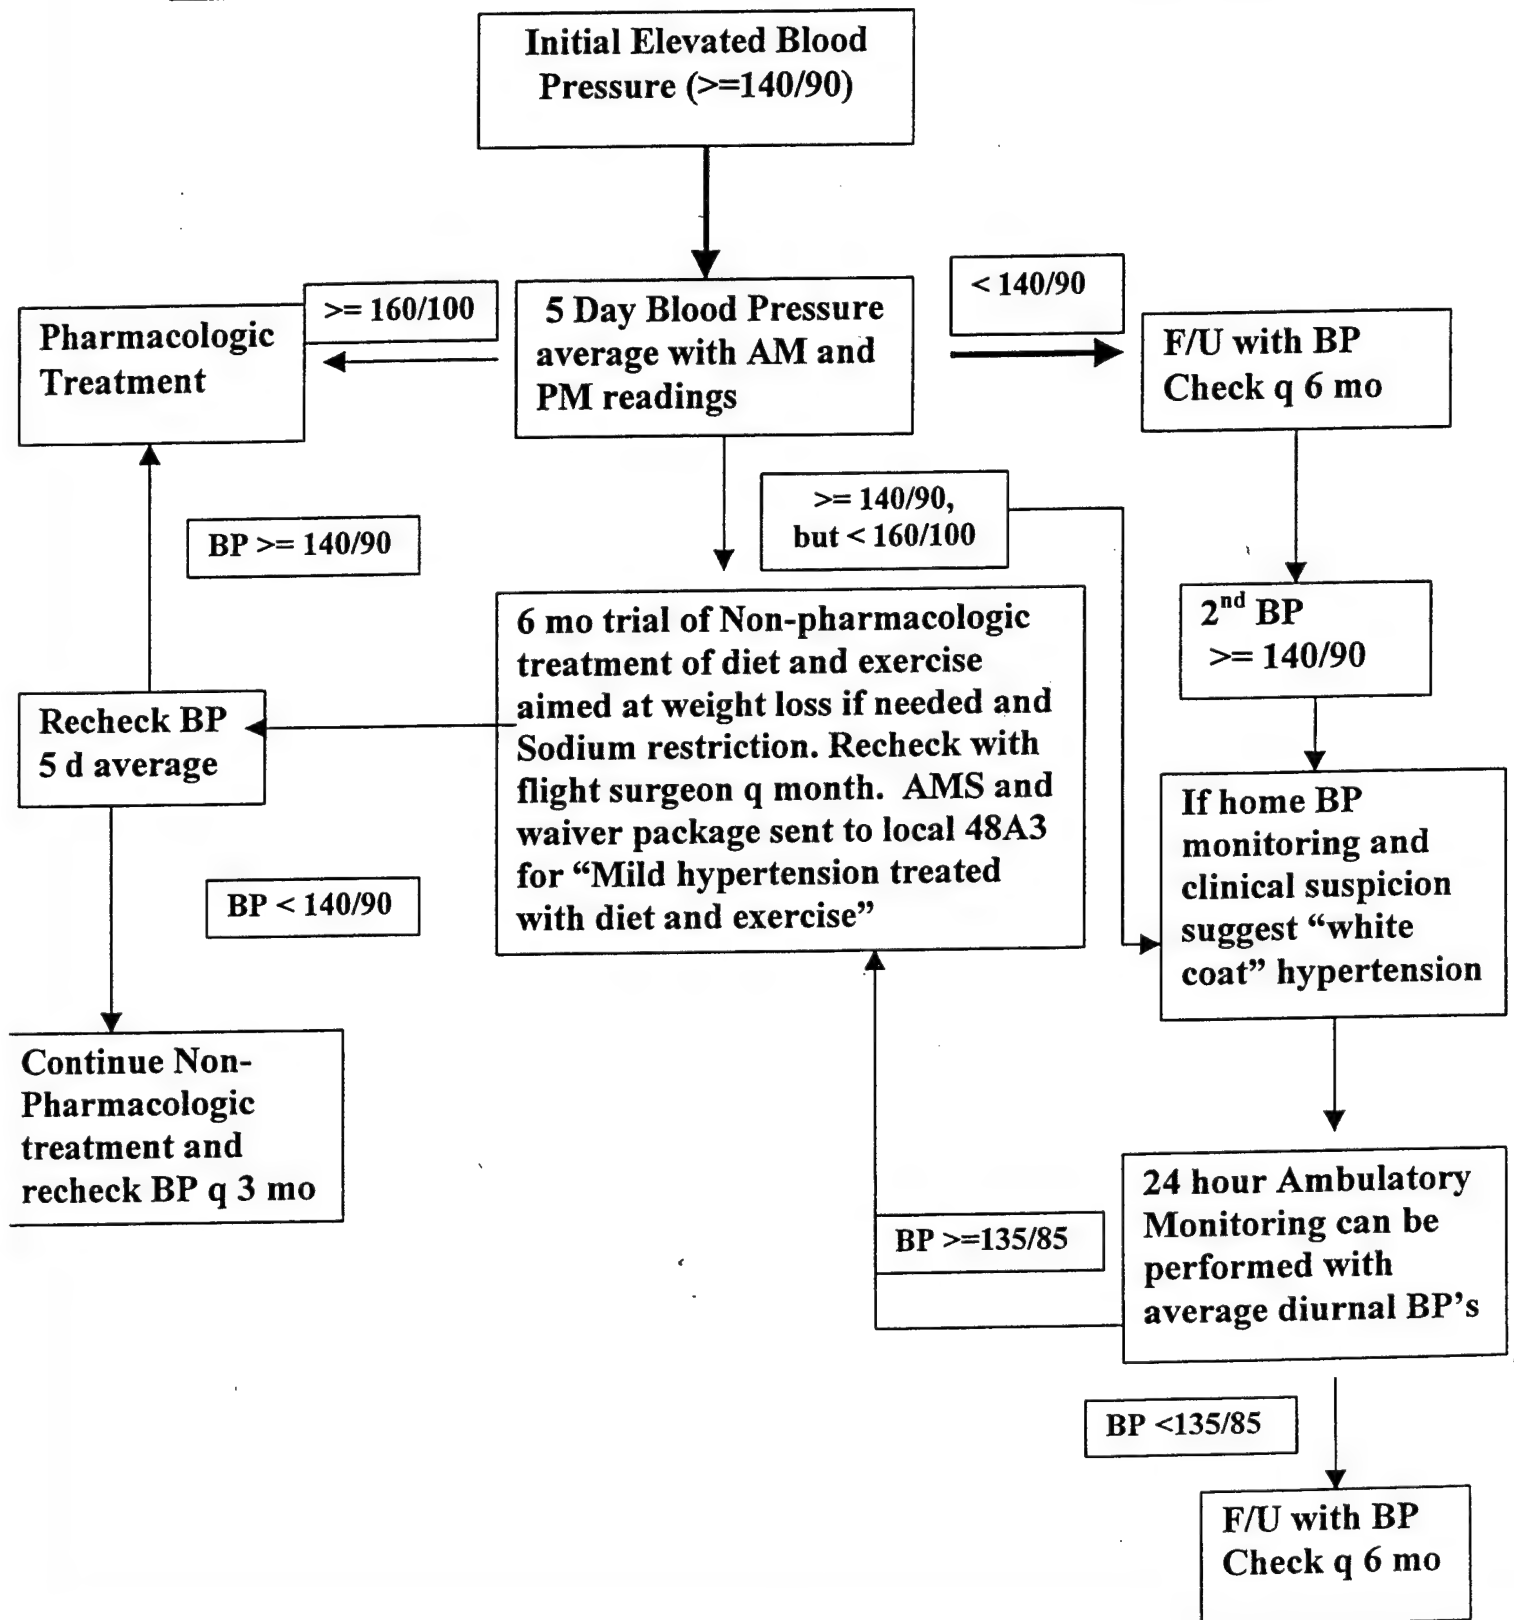 Initial Elevated Blood
Pressure (>=140/90)
>= 160/100
5 Day Blood Pressure
average with AM and
PM readings
< 140/90
Pharmacologic
Treatment
F/U with BP
Check q 6 mo
>= 140/90,
but < 160/100
BP >= 140/90
2nd BP
>= 140/90
6 mo trial of Non-pharmacologic
treatment of diet and exercise
aimed at weight loss if needed and
Sodium restriction. Recheck with
flight surgeon q month. AMS and
waiver package sent to local 48A3
for “Mild hypertension treated
with diet and exercise”
Recheck BP
5 d average
If home BP
monitoring and
clinical suspicion
suggest “white
coat” hypertension
BP < 140/90
Continue Non-
Pharmacologic
treatment and
recheck BP q 3 mo
24 hour Ambulatory
Monitoring can be
performed with
average diurnal BP’s
BP >=135/85
BP <135/85
F/U with BP
Check q 6 mo